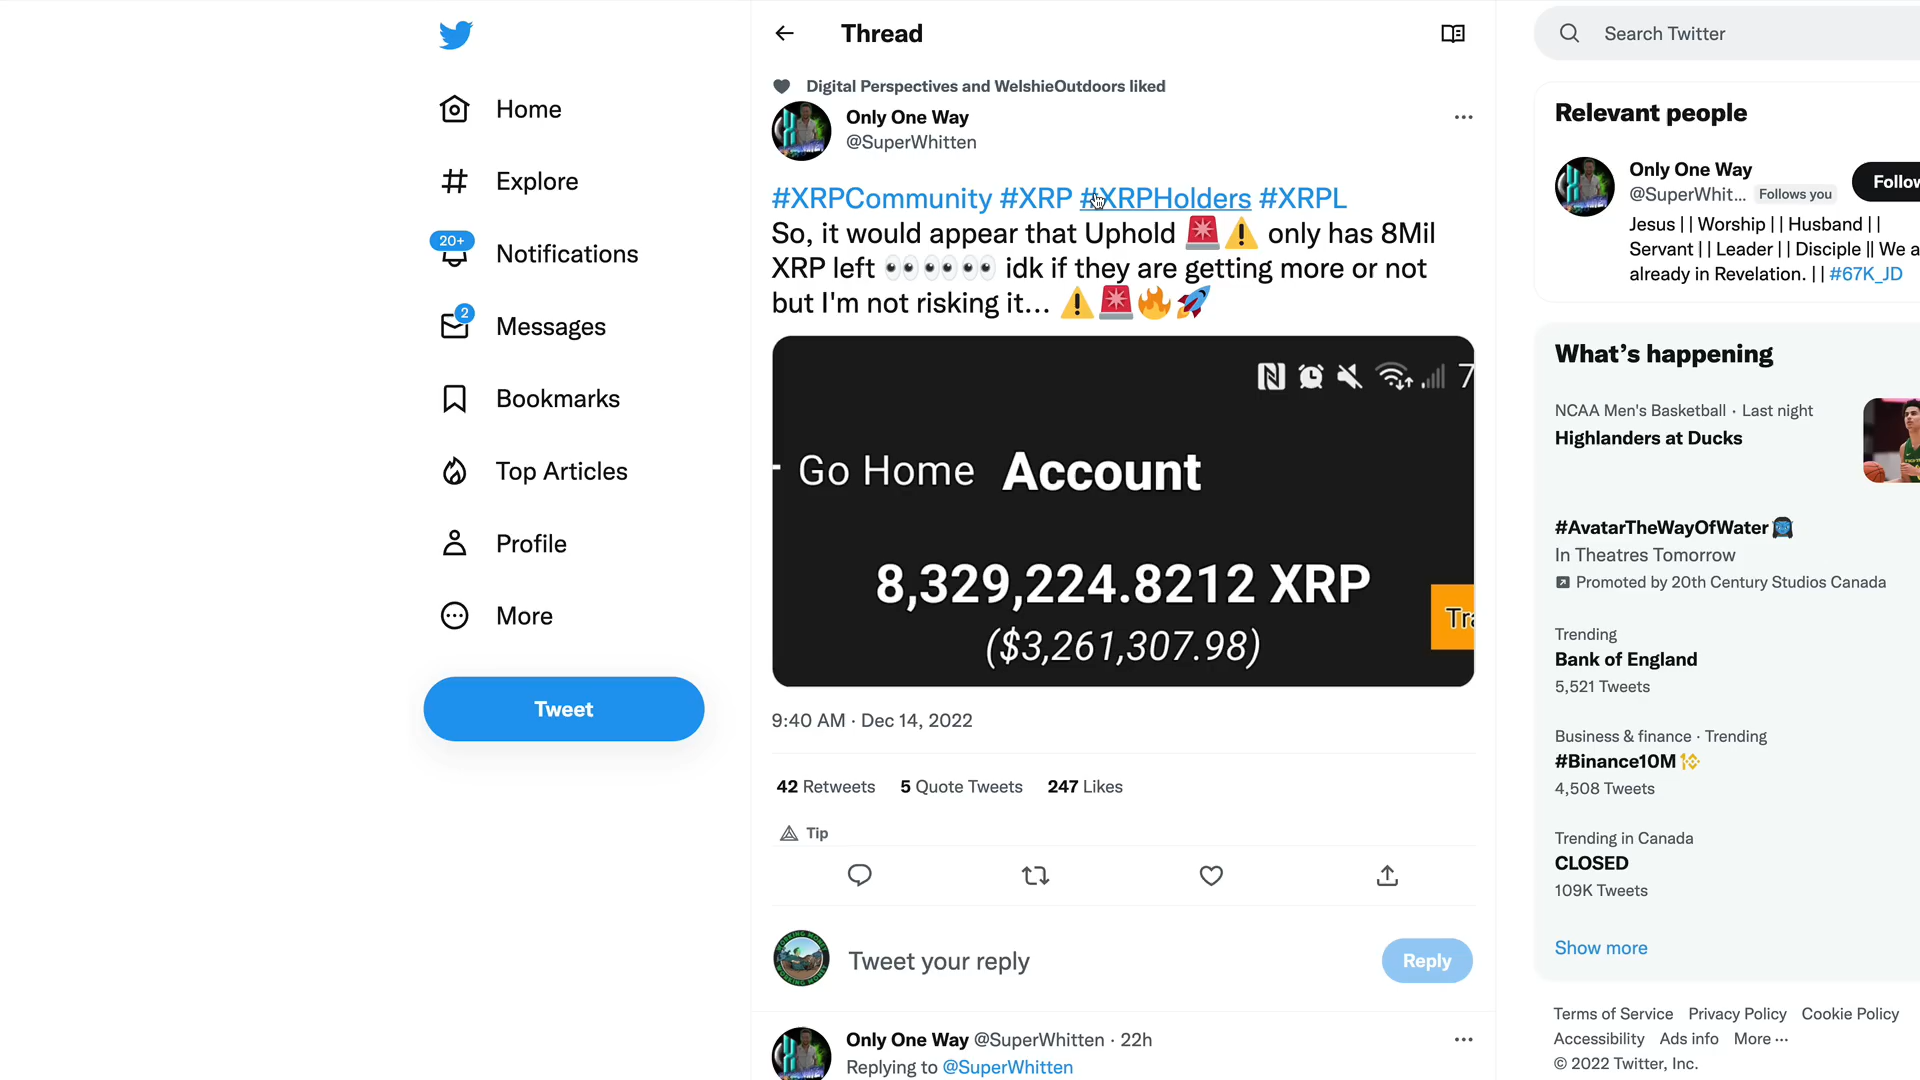 Home
Explore
20+
Notifications
2
Messages
Bookmarks
Top Articles
Profile
More
Tweet
Thread
Digital Perspectives and WelshieOutdoors liked
Only One Way
@SuperWhitten
#XRPCommunity #XRP #XRPHolders #XRPL
So, it would appear that Uphold 🚨⚠️ only has 8Mil
XRP left 👀👀👀 idk if they are getting more or not
but I'm not risking it... ⚠️🚨🔥🚀
7
Go Home Account
8,329,224.8212 XRP
($3,261,307.98)
Tra
9:40 AM · Dec 14, 2022
42 Retweets 5 Quote Tweets 247 Likes
Tip
Tweet your reply
Reply
Only One Way @SuperWhitten · 22h
Replying to @SuperWhitten
Search Twitter
Relevant people
Only One Way
@SuperWhit... Follows you
Follow
Jesus || Worship || Husband ||
Servant || Leader || Disciple || We a
already in Revelation. || #67K_JD
What's happening
NCAA Men's Basketball · Last night
Highlanders at Ducks
#AvatarTheWayOfWater
In Theatres Tomorrow
Promoted by 20th Century Studios Canada
Trending
Bank of England
5,521 Tweets
Business & finance · Trending
#Binance10M
4,508 Tweets
Trending in Canada
CLOSED
109K Tweets
Show more
Terms of Service Privacy Policy Cookie Policy
Accessibility Ads info More ···
© 2022 Twitter, Inc.